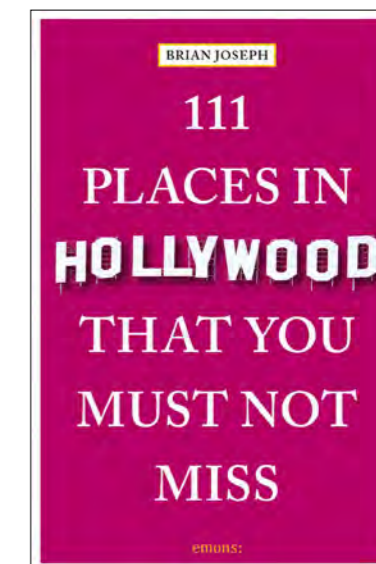 BRIAN JOSEPH
111
PLACES IN
HOLLYWOOD
THAT YOU
MUST NOT
MISS
emons: